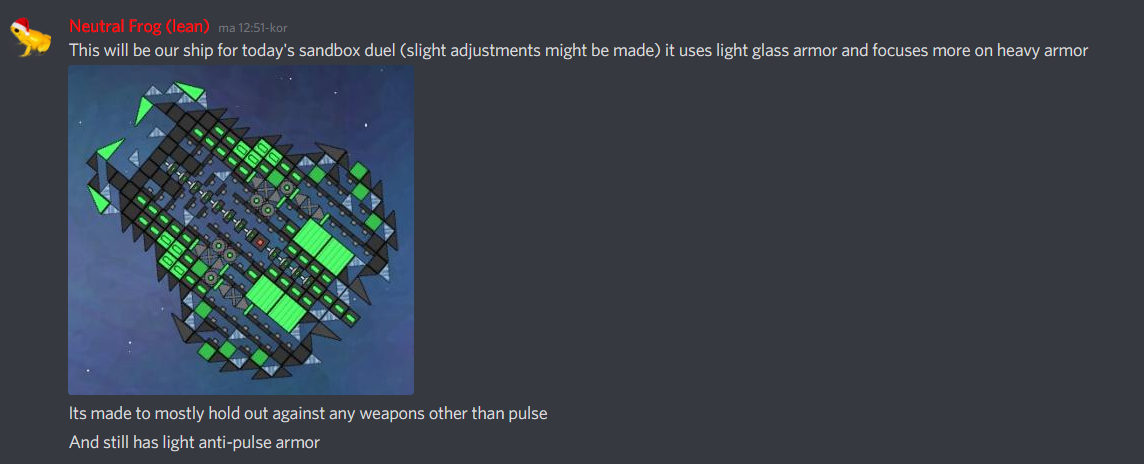 Neutral Frog (lean) ma 12:51-kor
This will be our ship for today's sandbox duel (slight adjustments might be made) it uses light glass armor and focuses more on heavy armor
Its made to mostly hold out against any weapons other than pulse
And still has light anti-pulse armor